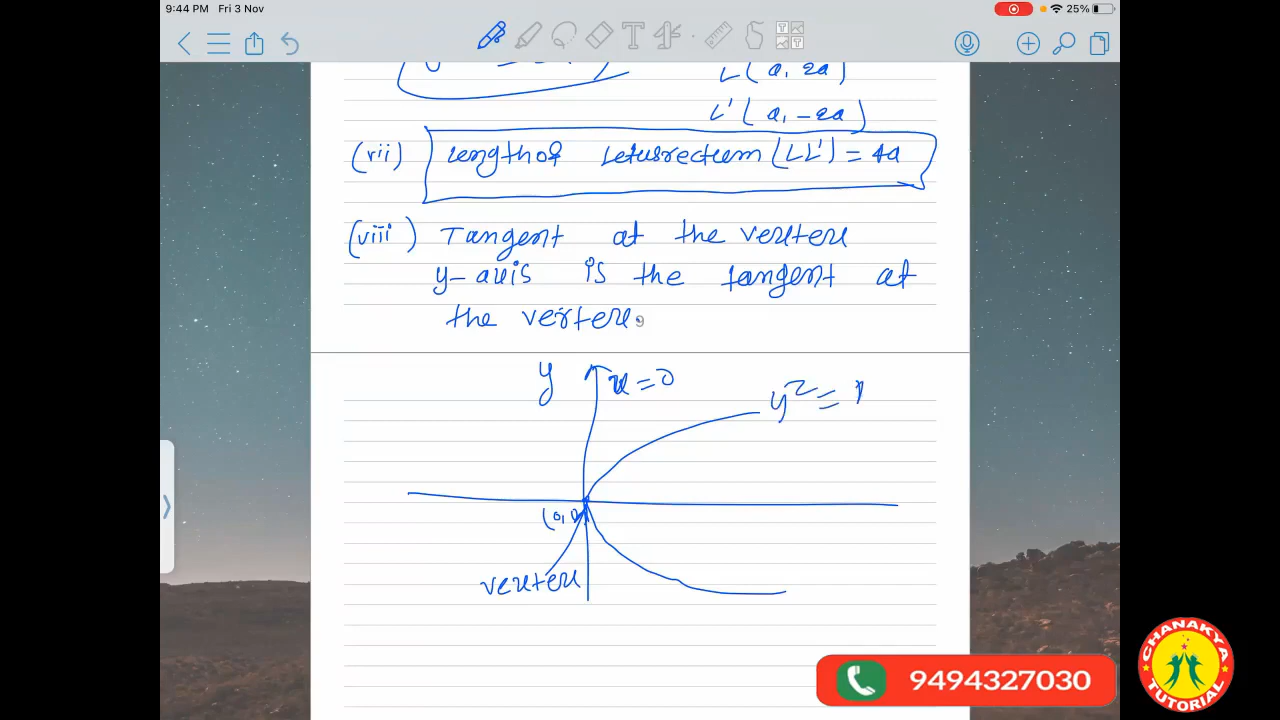 9:44 PM Fri 3 Nov
25%
L ( a, 2a )
L' ( a, -2a )
(vii) length of Letusrectum (LL') = 4a
(viii) Tangent at the vertex
y-axis is the tangent at
the vertex.
y x=0
y² =
(0,
vertex
9494327030
CHANAKYA
TUTORIAL